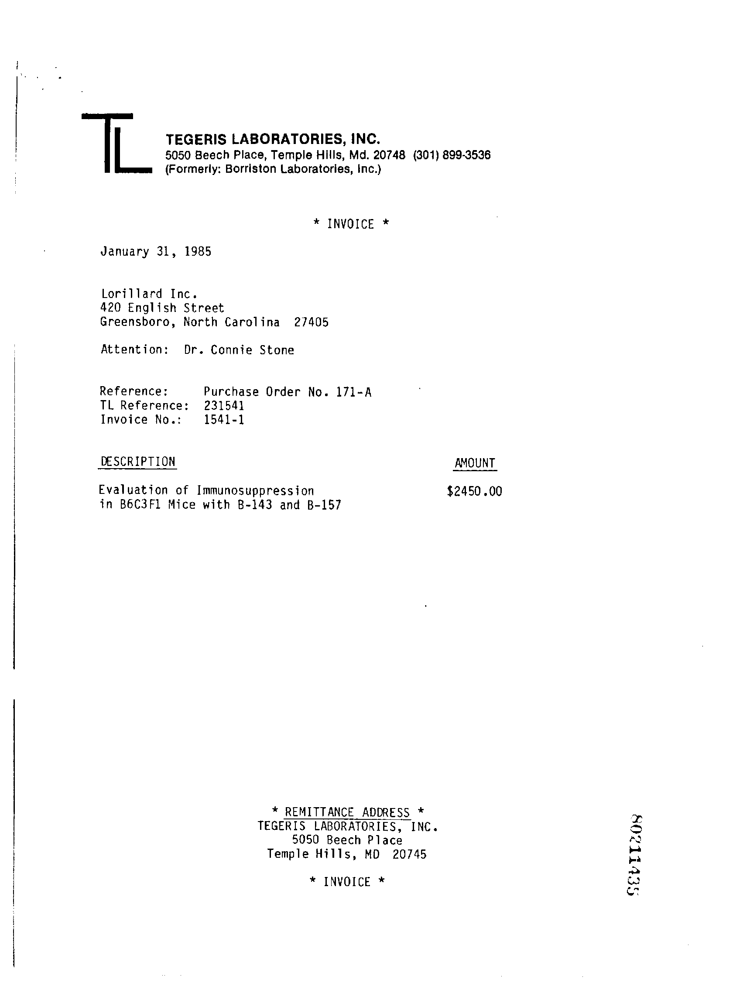 TL
TEGERIS LABORATORIES, INC.
5050 Beech Place, Temple Hills, Md. 20748 (301) 899-3536
(Formerly: Borriston Laboratories, Inc.)
* INVOICE *
January 31, 1985
Lorillard Inc.
420 English Street
Greensboro, North Carolina 27405
Attention: Dr. Connie Stone
Reference: Purchase Order No. 171-A
TL Reference: 231541
Invoice No.: 1541-1
DESCRIPTION AMOUNT
Evaluation of Immunosuppression $2450.00
in B6C3F1 Mice with B-143 and B-157
* REMITTANCE ADDRESS *
TEGERIS LABORATORIES, INC.
5050 Beech Place
Temple Hills, MD 20745
* INVOICE *
80211435